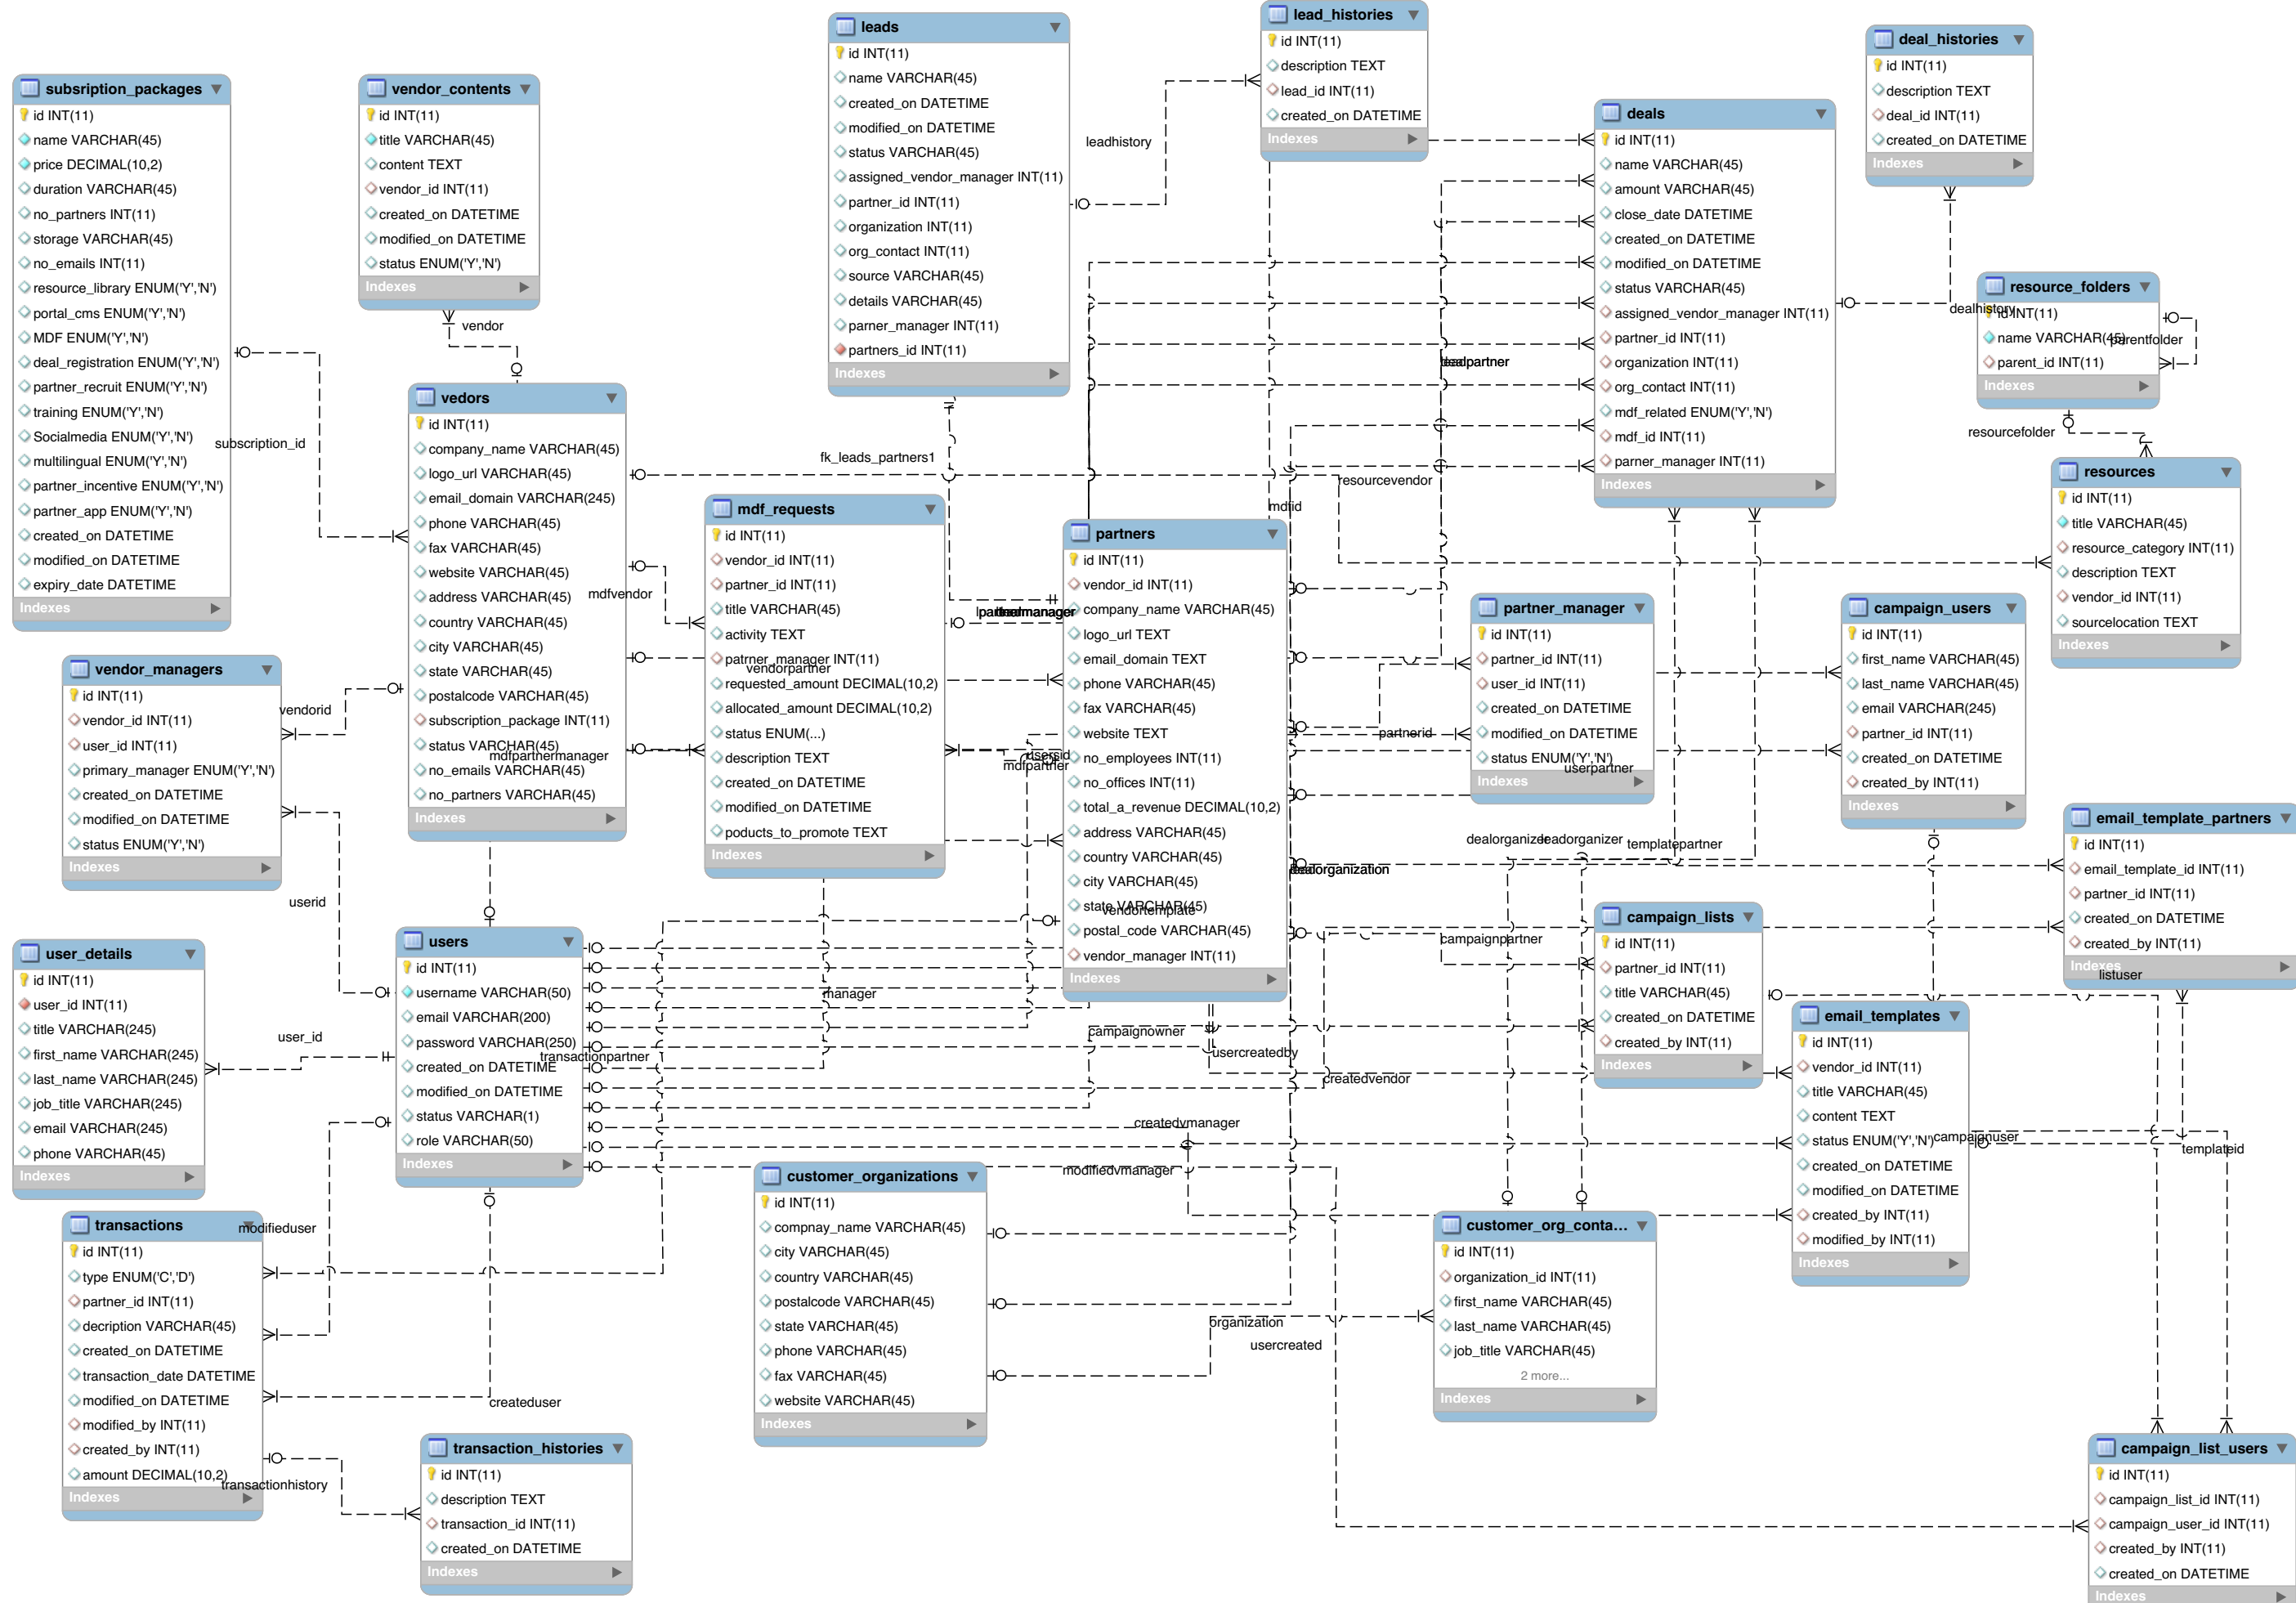 subsription_packages
id INT(11)
name VARCHAR(45)
price DECIMAL(10,2)
duration VARCHAR(45)
no_partners INT(11)
storage VARCHAR(45)
no_emails INT(11)
resource_library ENUM('Y','N')
portal_cms ENUM('Y','N')
MDF ENUM('Y','N')
deal_registration ENUM('Y','N')
partner_recruit ENUM('Y','N')
training ENUM('Y','N')
Socialmedia ENUM('Y','N')
multilingual ENUM('Y','N')
partner_incentive ENUM('Y','N')
partner_app ENUM('Y','N')
created_on DATETIME
modified_on DATETIME
expiry_date DATETIME
Indexes
vendor_contents
id INT(11)
title VARCHAR(45)
content TEXT
vendor_id INT(11)
created_on DATETIME
modified_on DATETIME
status ENUM('Y','N')
Indexes
vendor
leads
id INT(11)
name VARCHAR(45)
created_on DATETIME
modified_on DATETIME
status VARCHAR(45)
assigned_vendor_manager INT(11)
partner_id INT(11)
organization INT(11)
org_contact INT(11)
source VARCHAR(45)
details VARCHAR(45)
parner_manager INT(11)
partners_id INT(11)
Indexes
leadhistory
lead_histories
id INT(11)
description TEXT
lead_id INT(11)
created_on DATETIME
Indexes
deals
id INT(11)
name VARCHAR(45)
amount VARCHAR(45)
close_date DATETIME
created_on DATETIME
modified_on DATETIME
status VARCHAR(45)
assigned_vendor_manager INT(11)
partner_id INT(11)
organization INT(11)
org_contact INT(11)
mdf_related ENUM('Y','N')
mdf_id INT(11)
parner_manager INT(11)
Indexes
deal_histories
id INT(11)
description TEXT
deal_id INT(11)
created_on DATETIME
Indexes
dealhistory
resource_folders
id INT(11)
name VARCHAR(45)
parent_id INT(11)
Indexes
parentfolder
resourcefolder
resources
id INT(11)
title VARCHAR(45)
resource_category INT(11)
description TEXT
vendor_id INT(11)
sourcelocation TEXT
Indexes
subscription_id
vedors
id INT(11)
company_name VARCHAR(45)
logo_url VARCHAR(45)
email_domain VARCHAR(245)
phone VARCHAR(45)
fax VARCHAR(45)
website VARCHAR(45)
address VARCHAR(45)
country VARCHAR(45)
city VARCHAR(45)
state VARCHAR(45)
postalcode VARCHAR(45)
subscription_package INT(11)
status VARCHAR(45)
no_emails VARCHAR(45)
no_partners VARCHAR(45)
Indexes
fk_leads_partners1
resourcevendor
mdfid
mdfvendor
mdfpartnermanager
mdf_requests
id INT(11)
vendor_id INT(11)
partner_id INT(11)
title VARCHAR(45)
activity TEXT
patrner_manager INT(11)
vendorpartner
requested_amount DECIMAL(10,2)
allocated_amount DECIMAL(10,2)
status ENUM(...)
description TEXT
created_on DATETIME
modified_on DATETIME
poducts_to_promote TEXT
Indexes
usersid
mdfpartner
partners
id INT(11)
vendor_id INT(11)
company_name VARCHAR(45)
logo_url TEXT
email_domain TEXT
phone VARCHAR(45)
fax VARCHAR(45)
website TEXT
no_employees INT(11)
no_offices INT(11)
total_a_revenue DECIMAL(10,2)
address VARCHAR(45)
country VARCHAR(45)
city VARCHAR(45)
state VARCHAR(45)
vendortemplate
postal_code VARCHAR(45)
vendor_manager INT(11)
Indexes
partner_manager
id INT(11)
partner_id INT(11)
user_id INT(11)
created_on DATETIME
modified_on DATETIME
status ENUM('Y','N')
Indexes
partnerid
userpartner
campaign_users
id INT(11)
first_name VARCHAR(45)
last_name VARCHAR(45)
email VARCHAR(245)
partner_id INT(11)
created_on DATETIME
created_by INT(11)
Indexes
vendor_managers
id INT(11)
vendor_id INT(11)
user_id INT(11)
primary_manager ENUM('Y','N')
created_on DATETIME
modified_on DATETIME
status ENUM('Y','N')
Indexes
vendorid
userid
dealorganizer
leadorganizer
templatepartner
dealorganization
email_template_partners
id INT(11)
email_template_id INT(11)
partner_id INT(11)
created_on DATETIME
created_by INT(11)
Indexes
listuser
campaign_lists
id INT(11)
partner_id INT(11)
title VARCHAR(45)
created_on DATETIME
created_by INT(11)
Indexes
campaignpartner
user_details
id INT(11)
user_id INT(11)
title VARCHAR(245)
first_name VARCHAR(245)
last_name VARCHAR(245)
job_title VARCHAR(245)
email VARCHAR(245)
phone VARCHAR(45)
Indexes
user_id
users
id INT(11)
username VARCHAR(50)
email VARCHAR(200)
password VARCHAR(250)
created_on DATETIME
modified_on DATETIME
status VARCHAR(1)
role VARCHAR(50)
Indexes
transactionpartner
manager
campaignowner
usercreatedby
createdvendor
createdvmanager
modifiedvmanager
email_templates
id INT(11)
vendor_id INT(11)
title VARCHAR(45)
content TEXT
status ENUM('Y','N')
created_on DATETIME
modified_on DATETIME
created_by INT(11)
modified_by INT(11)
Indexes
campaignuser
templateid
transactions
id INT(11)
type ENUM('C','D')
partner_id INT(11)
decription VARCHAR(45)
created_on DATETIME
transaction_date DATETIME
modified_on DATETIME
modified_by INT(11)
created_by INT(11)
amount DECIMAL(10,2)
Indexes
modifieduser
createduser
transactionhistory
transaction_histories
id INT(11)
description TEXT
transaction_id INT(11)
created_on DATETIME
Indexes
customer_organizations
id INT(11)
compnay_name VARCHAR(45)
city VARCHAR(45)
country VARCHAR(45)
postalcode VARCHAR(45)
state VARCHAR(45)
phone VARCHAR(45)
fax VARCHAR(45)
website VARCHAR(45)
Indexes
organization
usercreated
customer_org_conta...
id INT(11)
organization_id INT(11)
first_name VARCHAR(45)
last_name VARCHAR(45)
job_title VARCHAR(45)
2 more...
Indexes
campaign_list_users
id INT(11)
campaign_list_id INT(11)
campaign_user_id INT(11)
created_by INT(11)
created_on DATETIME
Indexes